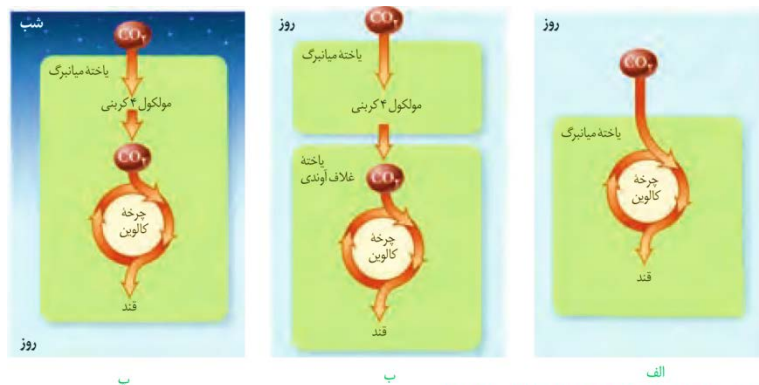 روز
CO۲
یاختهٔ میانبرگ
چرخهٔ
کالوین
قند
الف
روز
CO۲
یاختهٔ میانبرگ
مولکول ۴ کربنی
یاختهٔ
غلاف آوندی
CO۲
چرخهٔ
کالوین
قند
ب
شب
CO۲
یاختهٔ میانبرگ
مولکول ۴ کربنی
CO۲
چرخهٔ
کالوین
قند
روز
ب